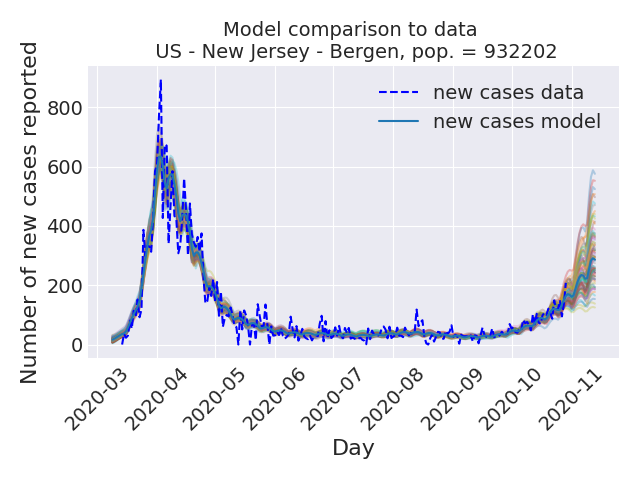 Model comparison to data
US - New Jersey - Bergen, pop. = 932202
Number of new cases reported
800
600
400
200
0
new cases data
new cases model
2020-03
2020-04
2020-05
2020-06
2020-07
2020-08
2020-09
2020-10
2020-11
Day